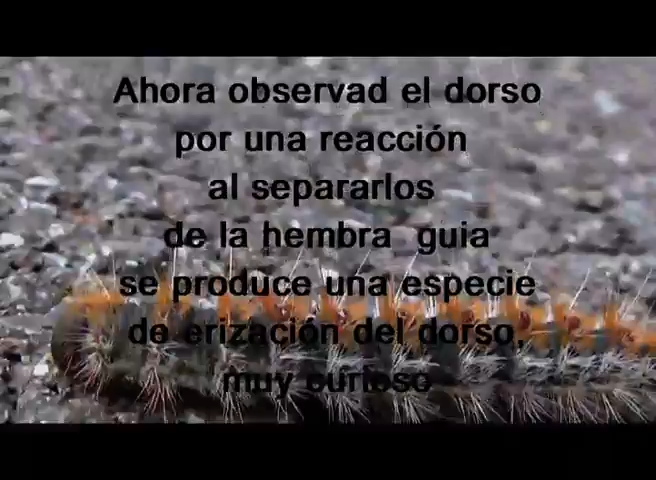 Ahora observad el dorso
por una reacción
al separarlos
de la hembra guia
se produce una especie
de erización del dorso,
muy curioso